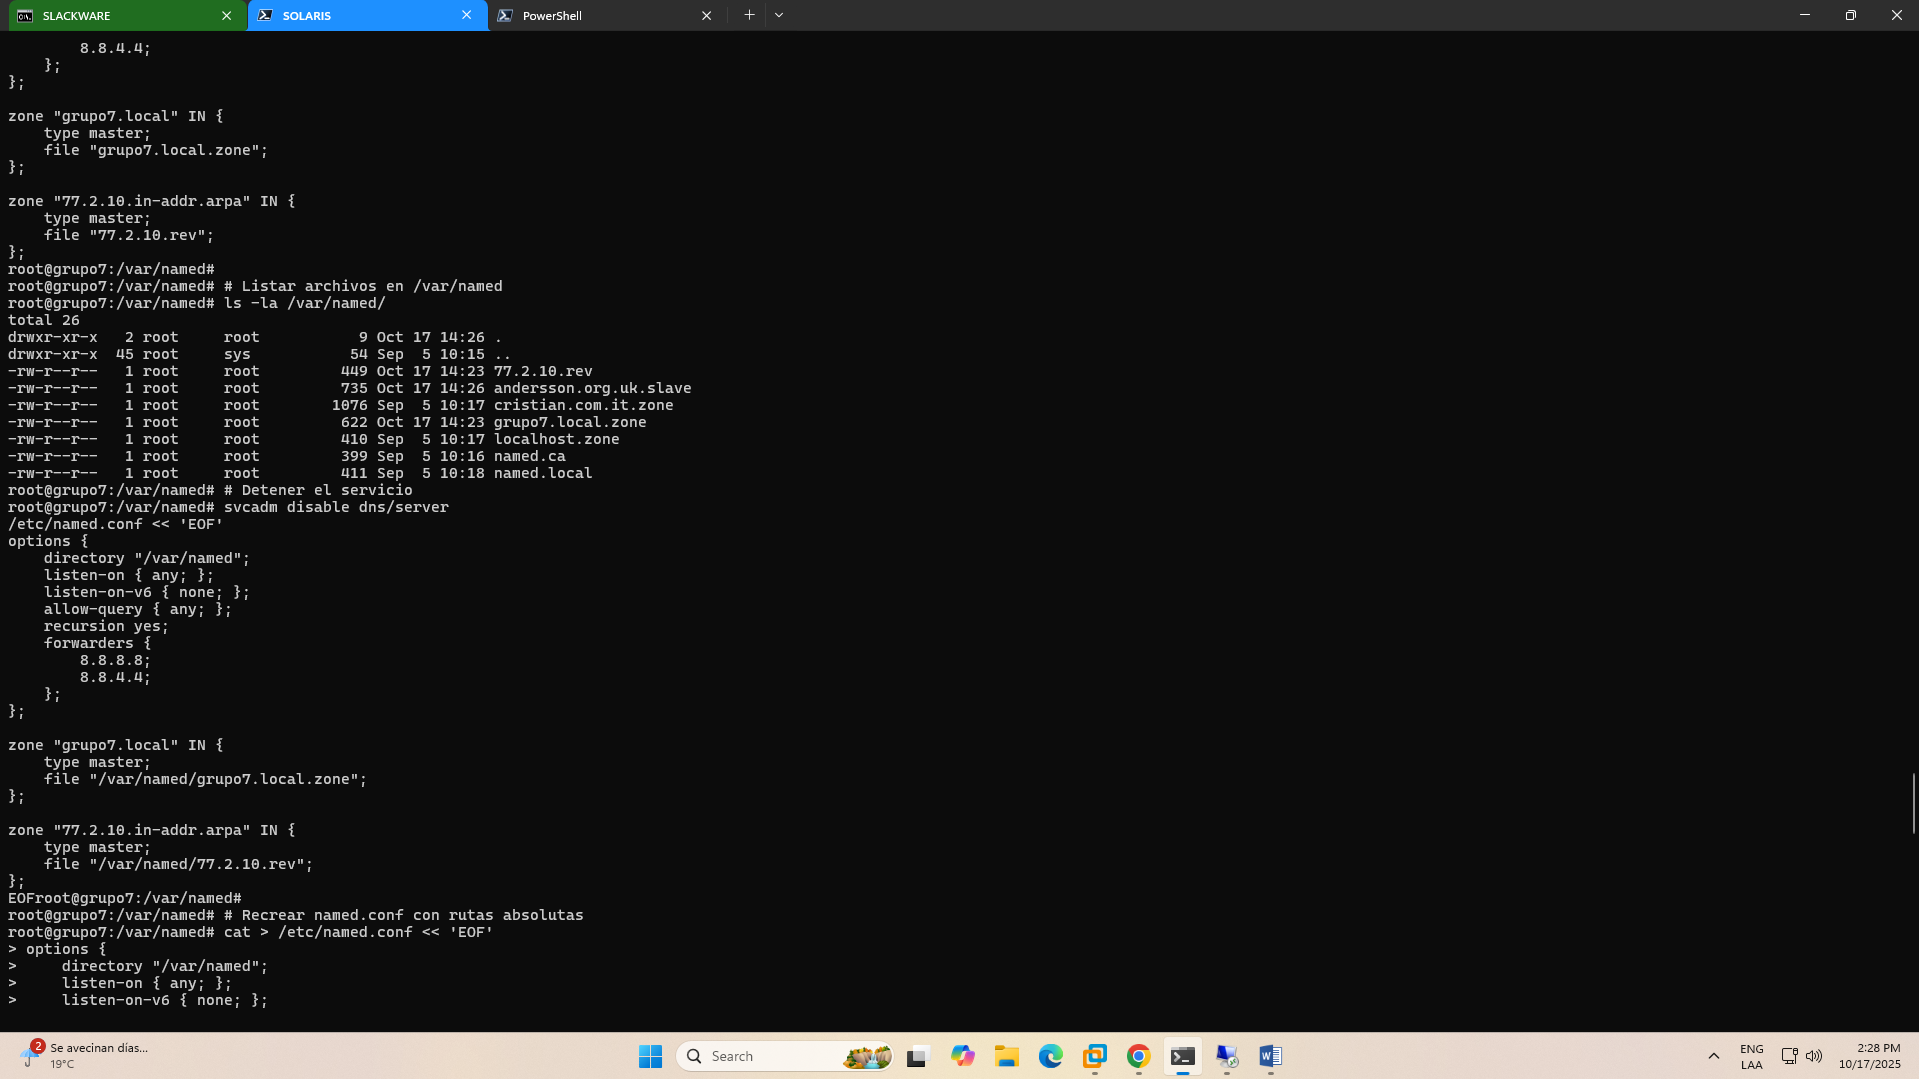 SLACKWARE
SOLARIS
PowerShell
        8.8.4.4;
    };
};

zone "grupo7.local" IN {
    type master;
    file "grupo7.local.zone";
};

zone "77.2.10.in-addr.arpa" IN {
    type master;
    file "77.2.10.rev";
};
root@grupo7:/var/named#
root@grupo7:/var/named# # Listar archivos en /var/named
root@grupo7:/var/named# ls -la /var/named/
total 26
drwxr-xr-x   2 root     root           9 Oct 17 14:26 .
drwxr-xr-x  45 root     sys           54 Sep  5 10:15 ..
-rw-r--r--   1 root     root         449 Oct 17 14:23 77.2.10.rev
-rw-r--r--   1 root     root         735 Oct 17 14:26 andersson.org.uk.slave
-rw-r--r--   1 root     root        1076 Sep  5 10:17 cristian.com.it.zone
-rw-r--r--   1 root     root         622 Oct 17 14:23 grupo7.local.zone
-rw-r--r--   1 root     root         410 Sep  5 10:17 localhost.zone
-rw-r--r--   1 root     root         399 Sep  5 10:16 named.ca
-rw-r--r--   1 root     root         411 Sep  5 10:18 named.local
root@grupo7:/var/named# # Detener el servicio
root@grupo7:/var/named# svcadm disable dns/server
/etc/named.conf << 'EOF'
options {
    directory "/var/named";
    listen-on { any; };
    listen-on-v6 { none; };
    allow-query { any; };
    recursion yes;
    forwarders {
        8.8.8.8;
        8.8.4.4;
    };
};

zone "grupo7.local" IN {
    type master;
    file "/var/named/grupo7.local.zone";
};

zone "77.2.10.in-addr.arpa" IN {
    type master;
    file "/var/named/77.2.10.rev";
};
EOFroot@grupo7:/var/named#
root@grupo7:/var/named# # Recrear named.conf con rutas absolutas
root@grupo7:/var/named# cat > /etc/named.conf << 'EOF'
> options {
>     directory "/var/named";
>     listen-on { any; };
>     listen-on-v6 { none; };
2
Se avecinan días...
19°C
Search
ENG
LAA
2:28 PM
10/17/2025